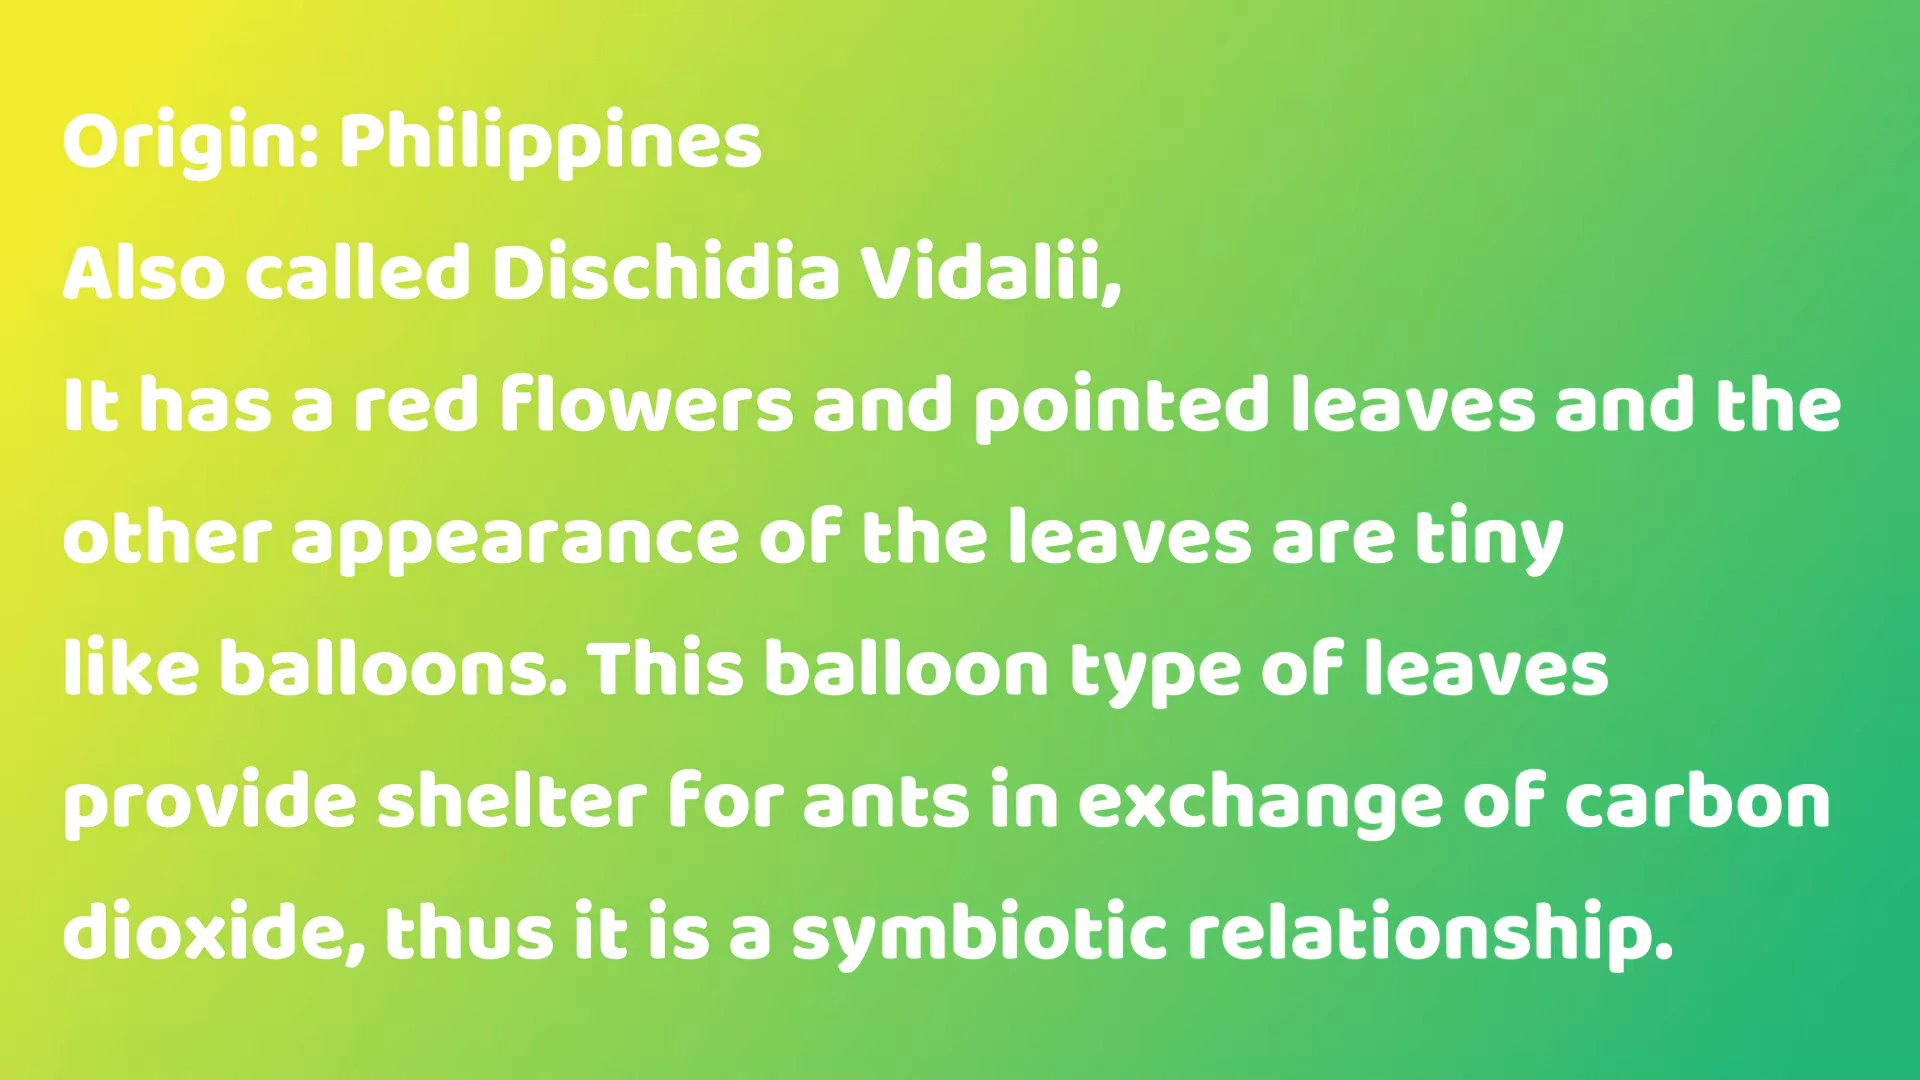 Origin: Philippines
Also called Dischidia Vidalii,
It has a red flowers and pointed leaves and the
other appearance of the leaves are tiny
like balloons. This balloon type of leaves
provide shelter for ants in exchange of carbon
dioxide, thus it is a symbiotic relationship.